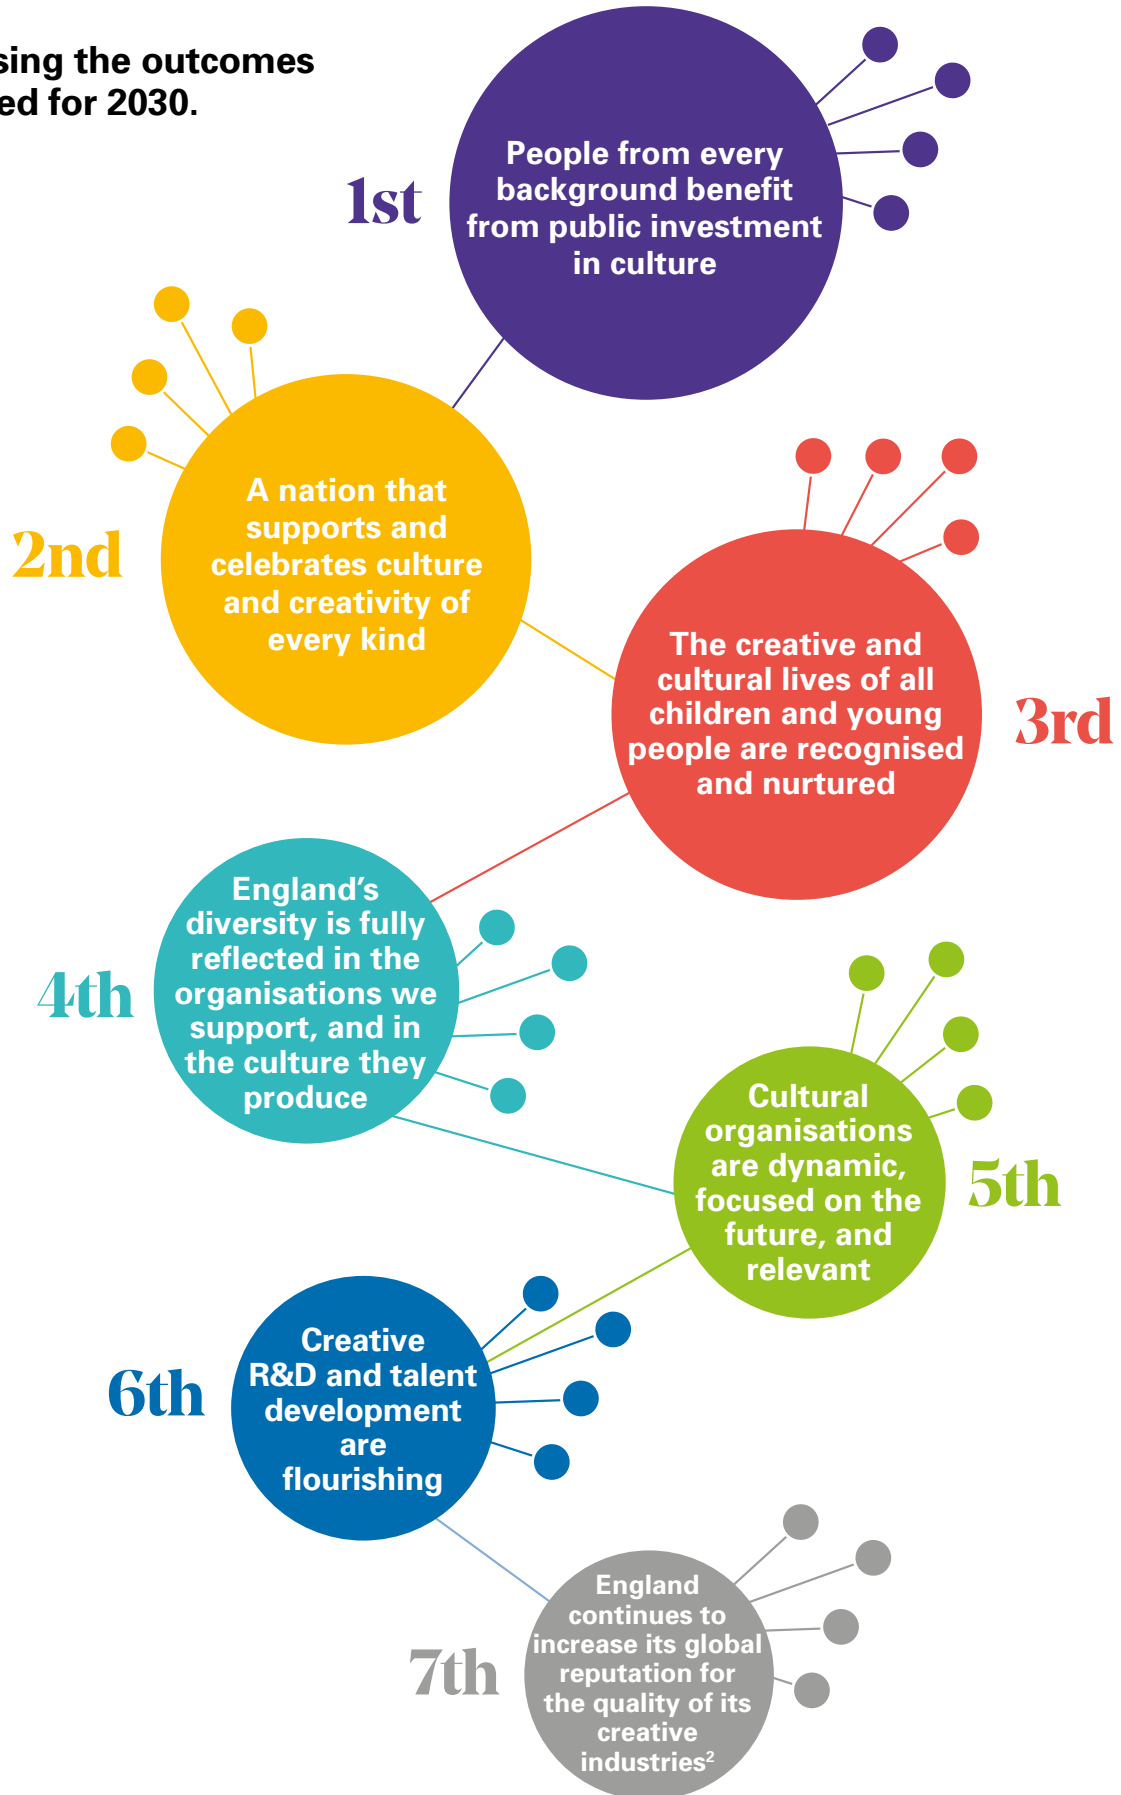 sing the outcomes
ed for 2030.
1st
People from every
background benefit
from public investment
in culture
2nd
A nation that
supports and
celebrates culture
and creativity of
every kind
The creative and
cultural lives of all
children and young
people are recognised
and nurtured
3rd
4th
England’s
diversity is fully
reflected in the
organisations we
support, and in
the culture they
produce
Cultural
organisations
are dynamic,
focused on the
future, and
relevant
5th
6th
Creative
R&D and talent
development
are
flourishing
7th
England
continues to
increase its global
reputation for
the quality of its
creative
industries²